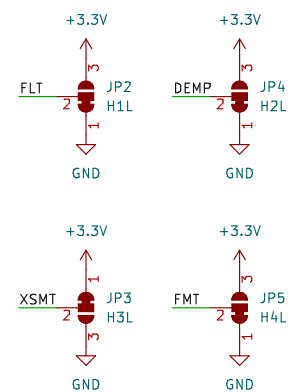 +3.3V
3
FLT
JP2
2
H1L
1
GND
+3.3V
3
DEMP
JP4
2
H2L
1
GND
+3.3V
1
XSMT
JP3
2
H3L
3
GND
+3.3V
3
FMT
JP5
2
H4L
1
GND